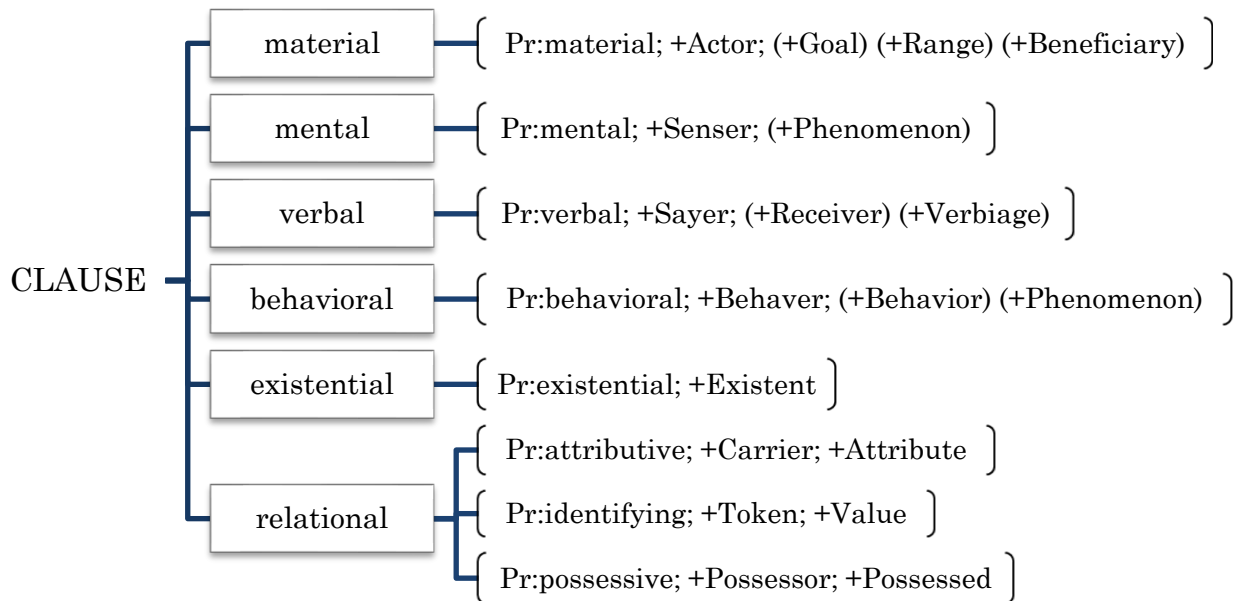 material
Pr:material; +Actor; (+Goal) (+Range) (+Beneficiary)
mental
Pr:mental; +Senser; (+Phenomenon)
verbal
Pr:verbal; +Sayer; (+Receiver) (+Verbiage)
CLAUSE
behavioral
Pr:behavioral; +Behaver; (+Behavior) (+Phenomenon)
existential
Pr:existential; +Existent
relational
Pr:attributive; +Carrier; +Attribute
Pr:identifying; +Token; +Value
Pr:possessive; +Possessor; +Possessed